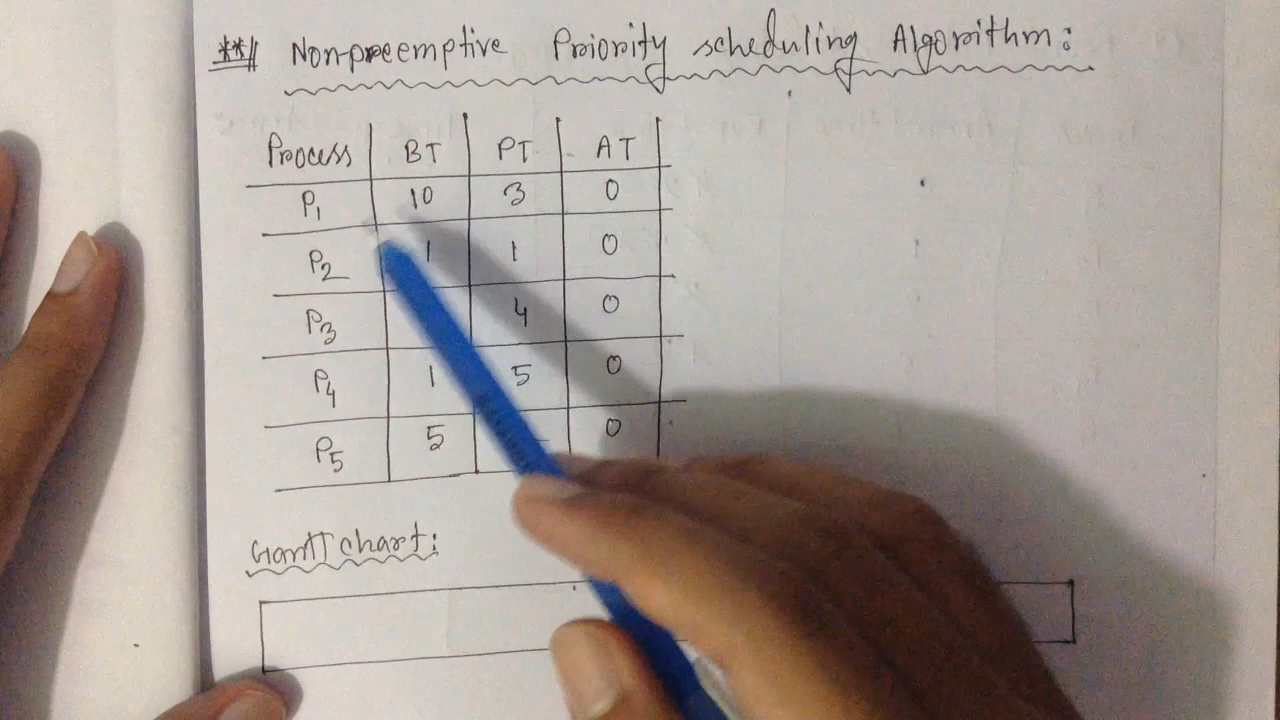 **// Non-preemptive Priority scheduling Algorithm:
Process BT PT AT
P1 10 3 0
P2 1 1 0
P3 4 0
P4 1 5 0
P5 5 0
Gantt chart: